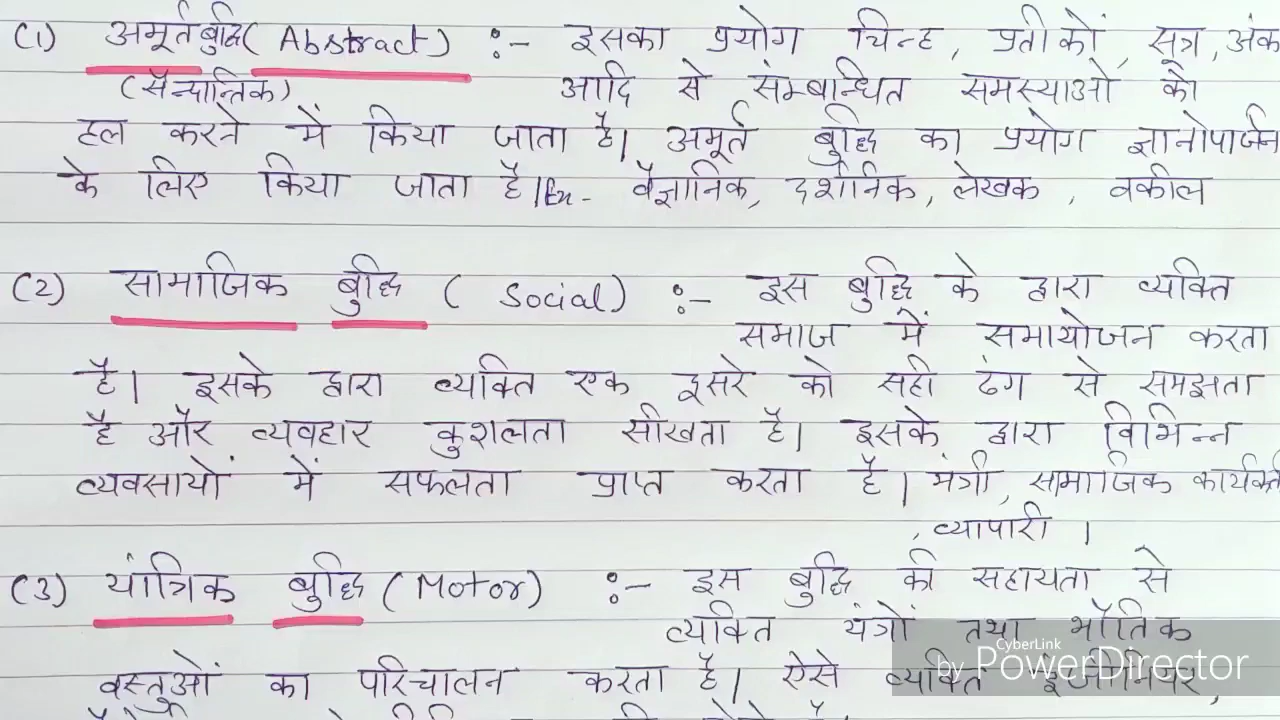 (1) अमूर्त बुद्धि ( Abstract ) :- इसका प्रयोग चिन्ह, प्रतीकों, सूत्र, अंक
(सैद्धान्तिक) आदि से संम्बन्धित समस्याओं को
हल करने में किया जाता है। अमूर्त बुद्धि का प्रयोग ज्ञानोपार्जन
के लिए किया जाता है। Ex- वैज्ञानिक, दर्शनिक, लेखक, वकील
(2) सामाजिक बुद्धि ( Social ) :- इस बुद्धि के द्वारा व्यक्ति
समाज में समायोजन करता
है। इसके द्वारा व्यक्ति एक दूसरे को सही ढंग से समझता
है और व्यवहार कुशलता सीखता है। इसके द्वारा विभिन्न
व्यवसायों में सफलता प्राप्त करता है। मंत्री, सामाजिक कार्यकर्त
, व्यापारी ।
(3) यांत्रिक बुद्धि ( Motor ) :- इस बुद्धि की सहायता से
व्यक्ति यंत्रों तथा भौतिक
वस्तुओं का परिचालन करता है। ऐसे व्यक्ति इंजीनियर,
CyberLink
by PowerDirector